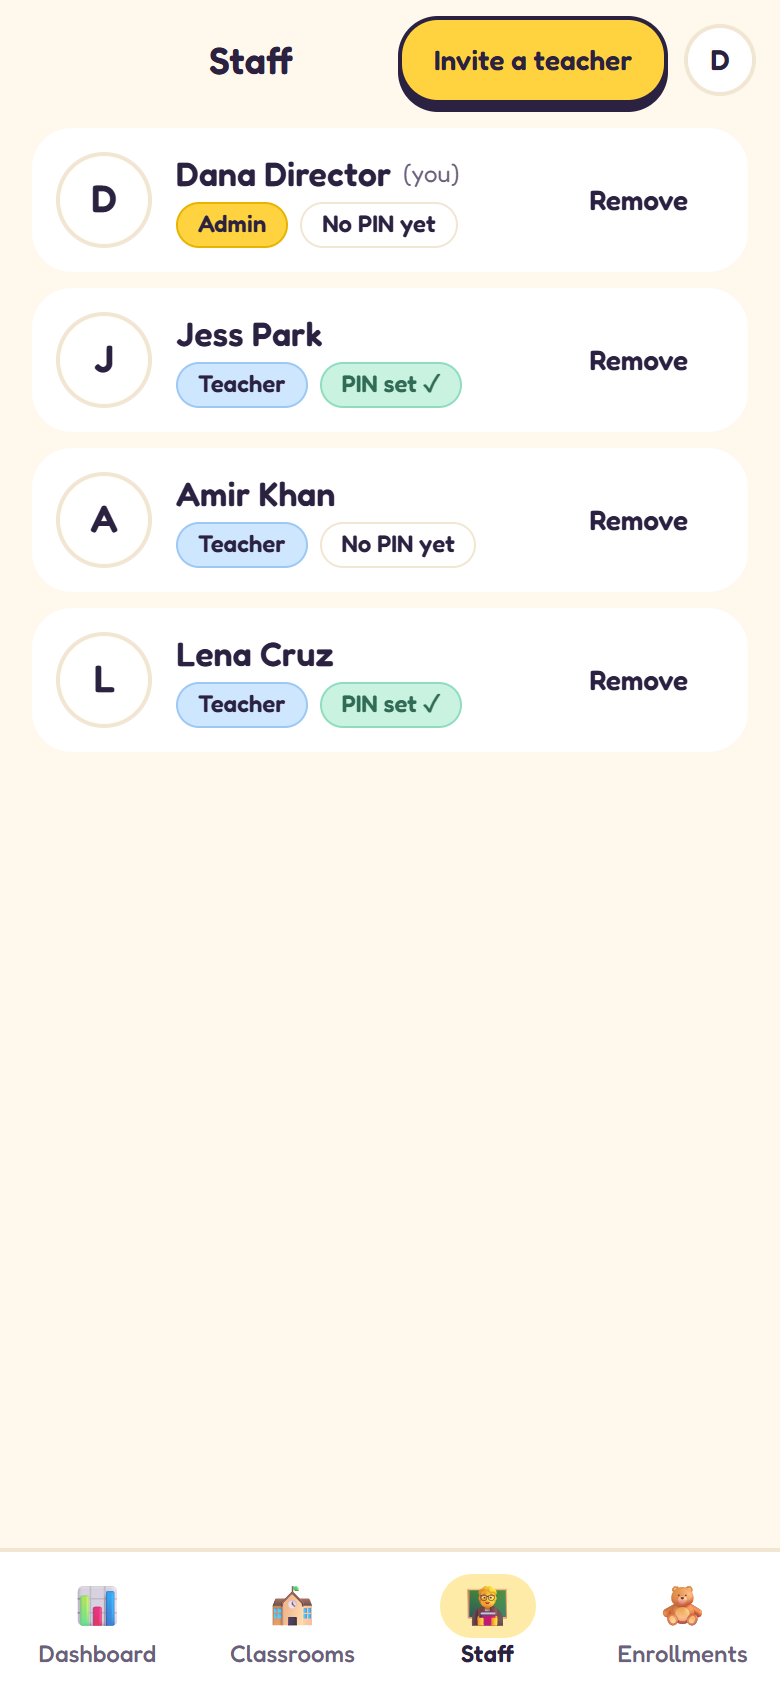 Staff
Invite a teacher
D
D
Dana Director (you)
Admin
No PIN yet
Remove
J
Jess Park
Teacher
PIN set ✓
Remove
A
Amir Khan
Teacher
No PIN yet
Remove
L
Lena Cruz
Teacher
PIN set ✓
Remove
Dashboard
Classrooms
Staff
Enrollments